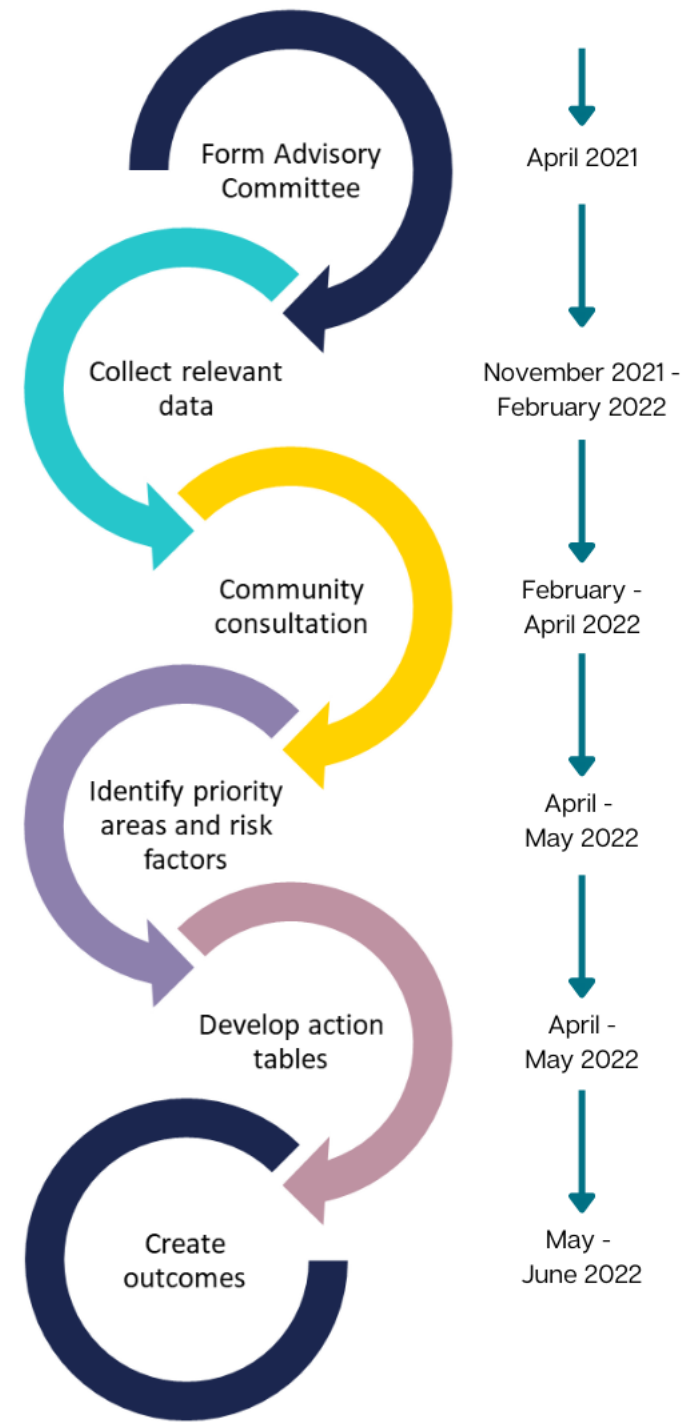 Form Advisory
Committee
April 2021
Collect relevant
data
November 2021 -
February 2022
Community
consultation
February -
April 2022
Identify priority
areas and risk
factors
April -
May 2022
Develop action
tables
April -
May 2022
Create
outcomes
May -
June 2022